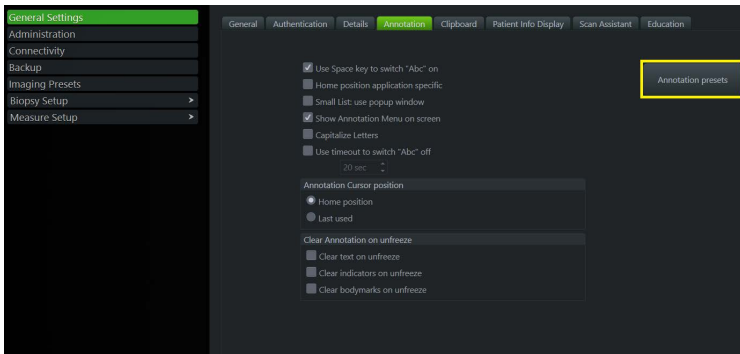 General Settings
Administration
Connectivity
Backup
Imaging Presets
Biopsy Setup
Measure Setup
General Authentication Details Annotation Clipboard Patient Info Display Scan Assistant Education
Use Space key to switch "Abc" on
Home position application specific
Small List: use popup window
Show Annotation Menu on screen
Capitalize Letters
Use timeout to switch "Abc" off
20 sec
Annotation Cursor position
Home position
Last used
Clear Annotation on unfreeze
Clear text on unfreeze
Clear indicators on unfreeze
Clear bodymarks on unfreeze
Annotation presets